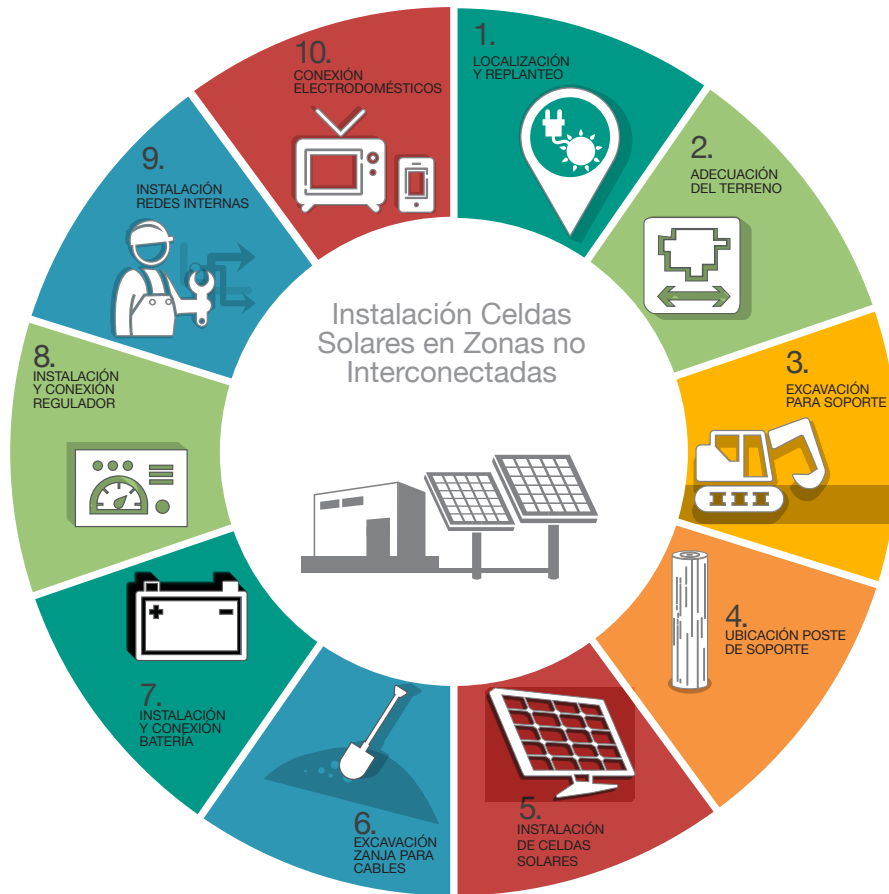 Instalación Celdas
Solares en Zonas no
Interconectadas
1.
LOCALIZACIÓN
Y REPLANTEO
2.
ADECUACIÓN
DEL TERRENO
3.
EXCAVACIÓN
PARA SOPORTE
4.
UBICACIÓN POSTE
DE SOPORTE
5.
INSTALACIÓN
DE CELDAS
SOLARES
6.
EXCAVACIÓN
ZANJA PARA
CABLES
7.
INSTALACIÓN
Y CONEXIÓN
BATERÍA
8.
INSTALACIÓN
Y CONEXIÓN
REGULADOR
9.
INSTALACIÓN
REDES INTERNAS
10.
CONEXIÓN
ELECTRODOMÉSTICOS